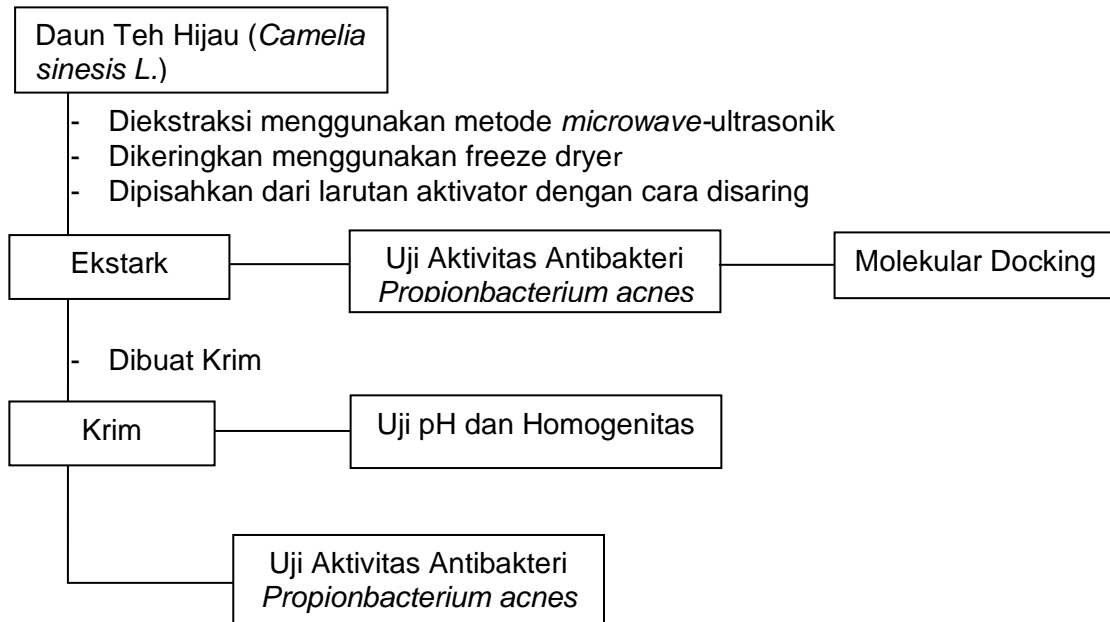 Daun Teh Hijau (Camelia
sinesis L.)
- Diekstraksi menggunakan metode microwave-ultrasonik
- Dikeringkan menggunakan freeze dryer
- Dipisahkan dari larutan aktivator dengan cara disaring
Ekstark
Uji Aktivitas Antibakteri
Propionbacterium acnes
Molekular Docking
- Dibuat Krim
Krim
Uji pH dan Homogenitas
Uji Aktivitas Antibakteri
Propionbacterium acnes